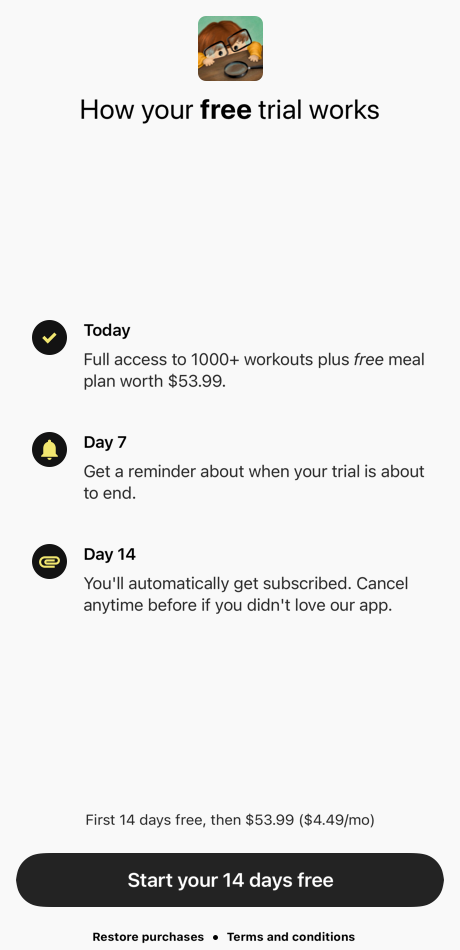 How your free trial works
Today
Full access to 1000+ workouts plus free meal
plan worth $53.99.
Day 7
Get a reminder about when your trial is about
to end.
Day 14
You'll automatically get subscribed. Cancel
anytime before if you didn't love our app.
First 14 days free, then $53.99 ($4.49/mo)
Start your 14 days free
Restore purchases • Terms and conditions